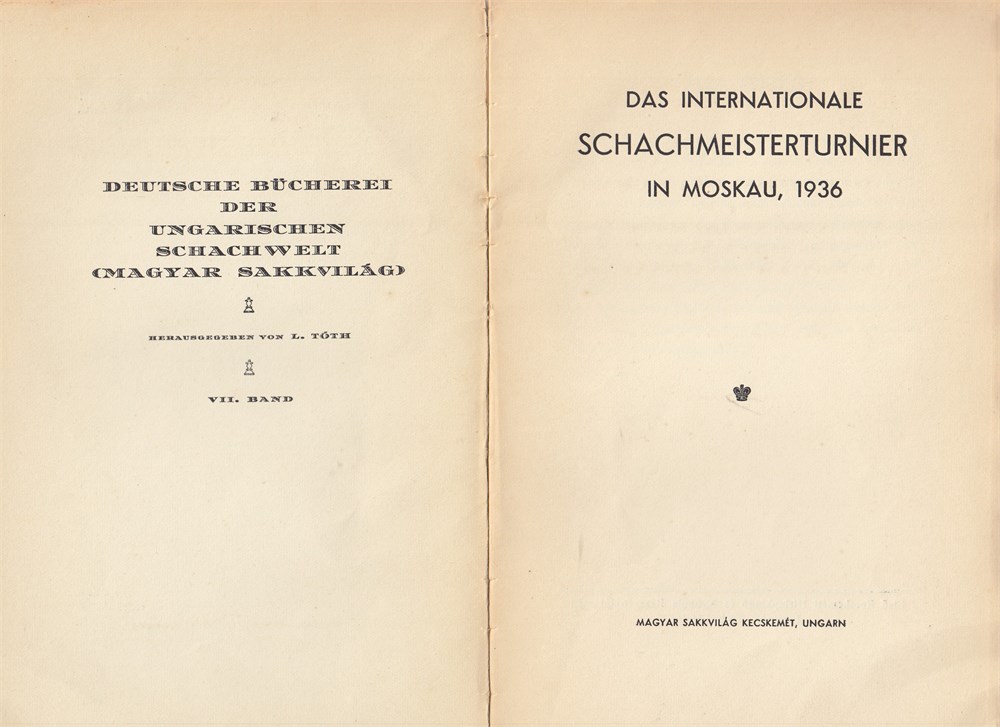 DEUTSCHE BÜCHEREI
DER
UNGARISCHEN
SCHACHWELT
(MAGYAR SAKKVILÁG)
HERAUSGEGEBEN VON L. TÓTH
VII. BAND
DAS INTERNATIONALE
SCHACHMEISTERTURNIER
IN MOSKAU, 1936
MAGYAR SAKKVILÁG KECSKEMÉT, UNGARN